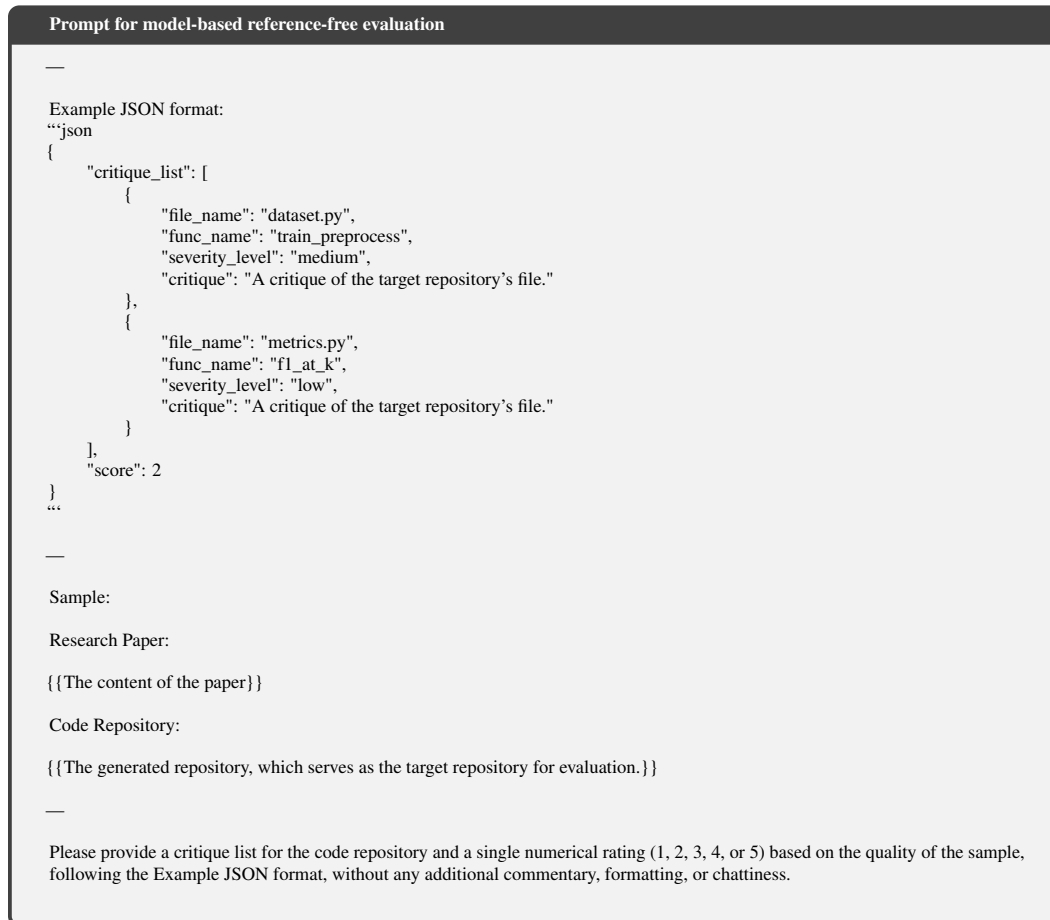 Prompt for model-based reference-free evaluation
—
Example JSON format:
“‘json
{
"critique_list": [
{
"file_name": "dataset.py",
"func_name": "train_preprocess",
"severity_level": "medium",
"critique": "A critique of the target repository's file."
},
{
"file_name": "metrics.py",
"func_name": "f1_at_k",
"severity_level": "low",
"critique": "A critique of the target repository's file."
}
],
"score": 2
}
“‘
—
Sample:
Research Paper:
{{The content of the paper}}
Code Repository:
{{The generated repository, which serves as the target repository for evaluation.}}
—
Please provide a critique list for the code repository and a single numerical rating (1, 2, 3, 4, or 5) based on the quality of the sample,
following the Example JSON format, without any additional commentary, formatting, or chattiness.